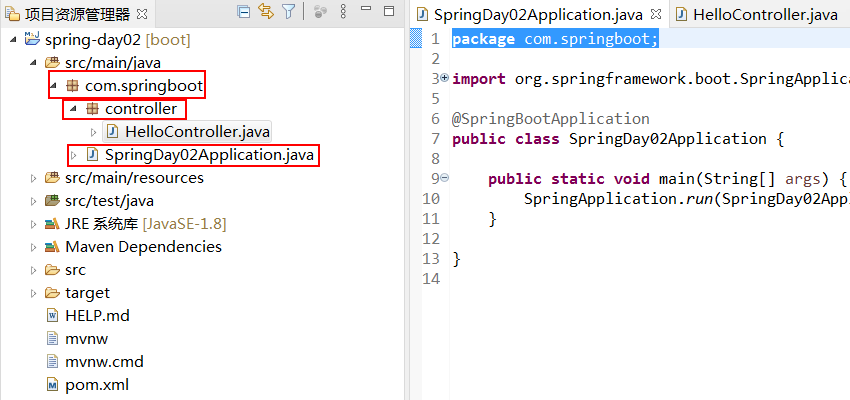 项目资源管理器
spring-day02 [boot]
src/main/java
com.springboot
controller
HelloController.java
SpringDay02Application.java
src/main/resources
src/test/java
JRE 系统库 [JavaSE-1.8]
Maven Dependencies
src
target
HELP.md
mvnw
mvnw.cmd
pom.xml
SpringDay02Application.java
HelloController.java
1 package com.springboot;
2
3 import org.springframework.boot.SpringApplica
5
6 @SpringBootApplication
7 public class SpringDay02Application {
8
9 public static void main(String[] args) {
10 SpringApplication.run(SpringDay02Appl
11 }
12
13 }
14